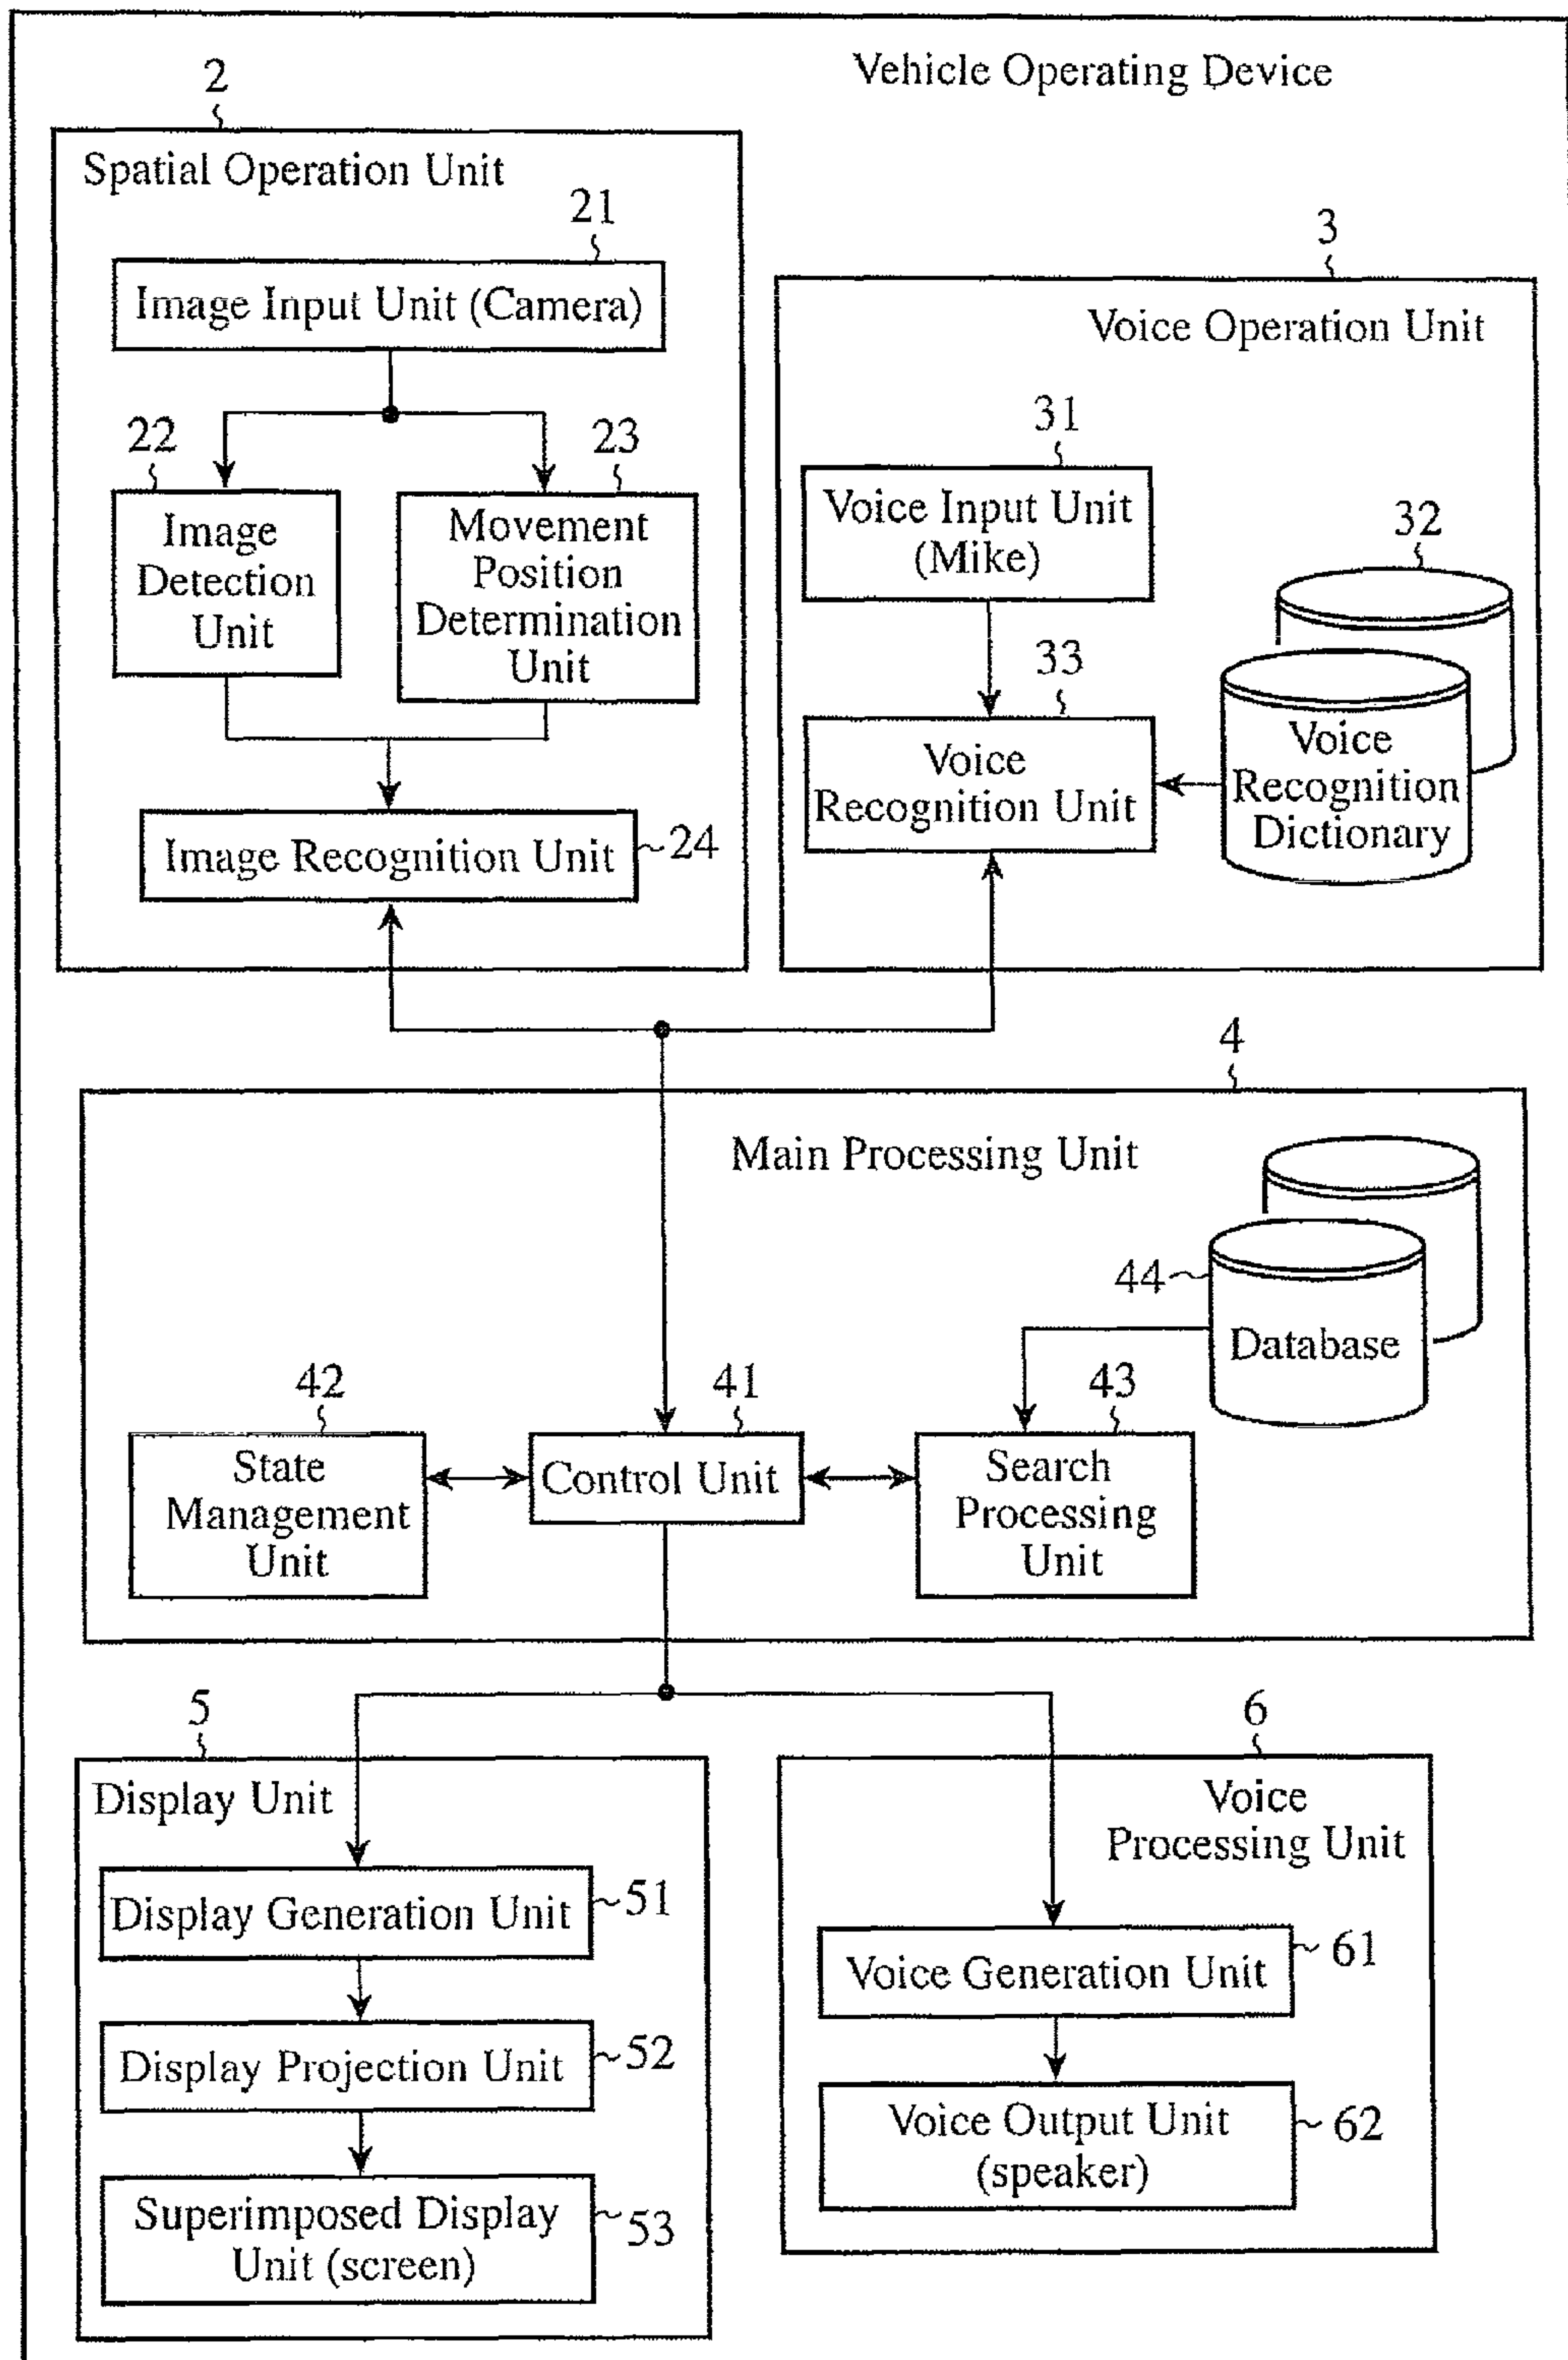 Vehicle Operating Device
2
Spatial Operation Unit
21
Image Input Unit (Camera)
22
Image
Detection
Unit
23
Movement
Position
Determination
Unit
Image Recognition Unit
24
3
Voice Operation Unit
31
Voice Input Unit
(Mike)
32
Voice
Recognition
Dictionary
33
Voice
Recognition Unit
4
Main Processing Unit
44
Database
42
State
Management
Unit
41
Control Unit
43
Search
Processing
Unit
5
Display Unit
Display Generation Unit
51
Display Projection Unit
52
Superimposed Display
Unit (screen)
53
6
Voice
Processing Unit
Voice Generation Unit
61
Voice Output Unit
(speaker)
62